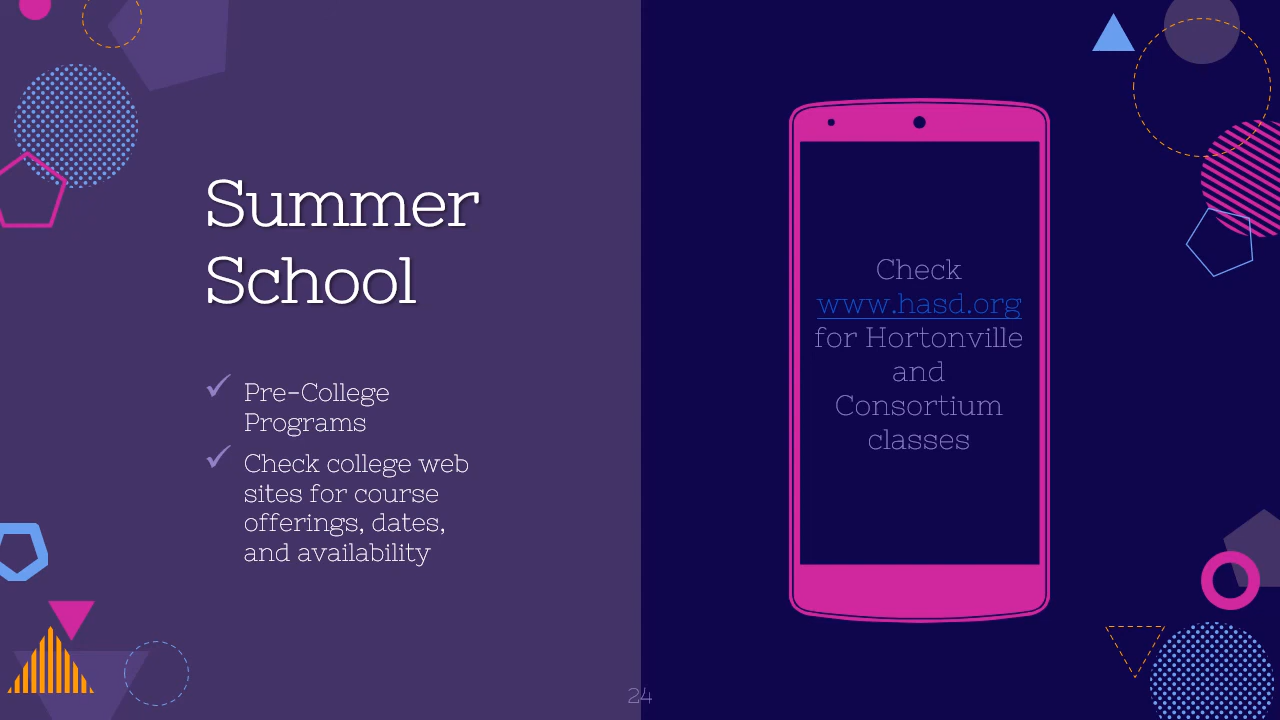 Summer
School
Pre-College
Programs
Check college web
sites for course
offerings, dates,
and availability
Check
www.hasd.org
for Hortonville
and
Consortium
classes
24